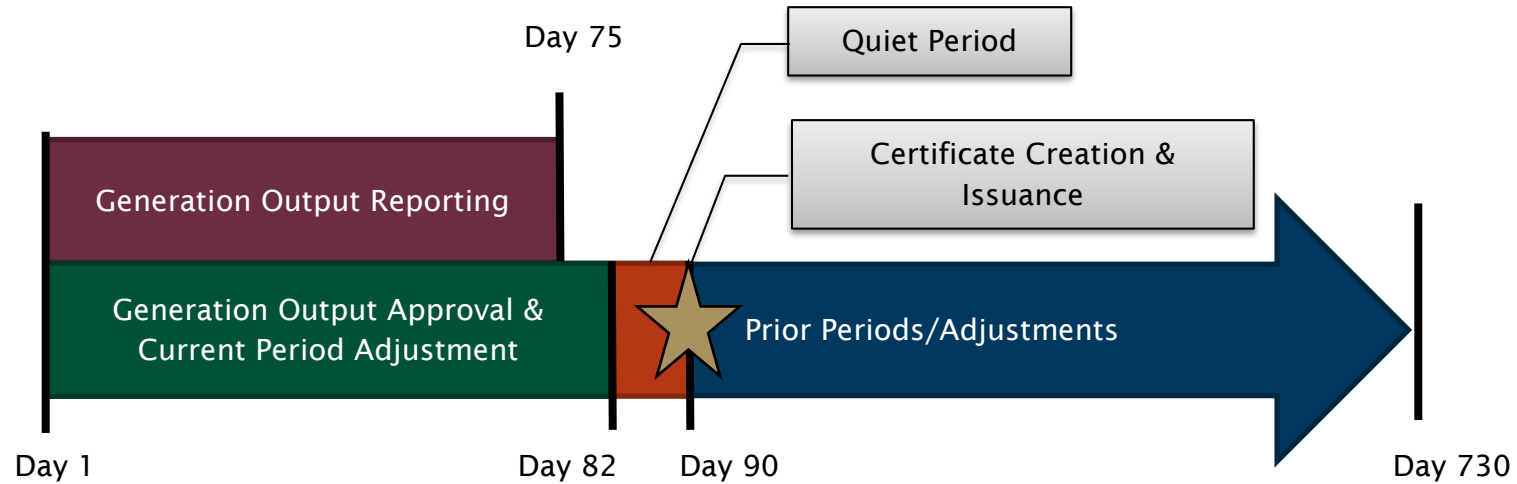 Day 75
Quiet Period
Certificate Creation &
Issuance
Generation Output Reporting
Generation Output Approval &
Current Period Adjustment
Prior Periods/Adjustments
Day 1
Day 82
Day 90
Day 730